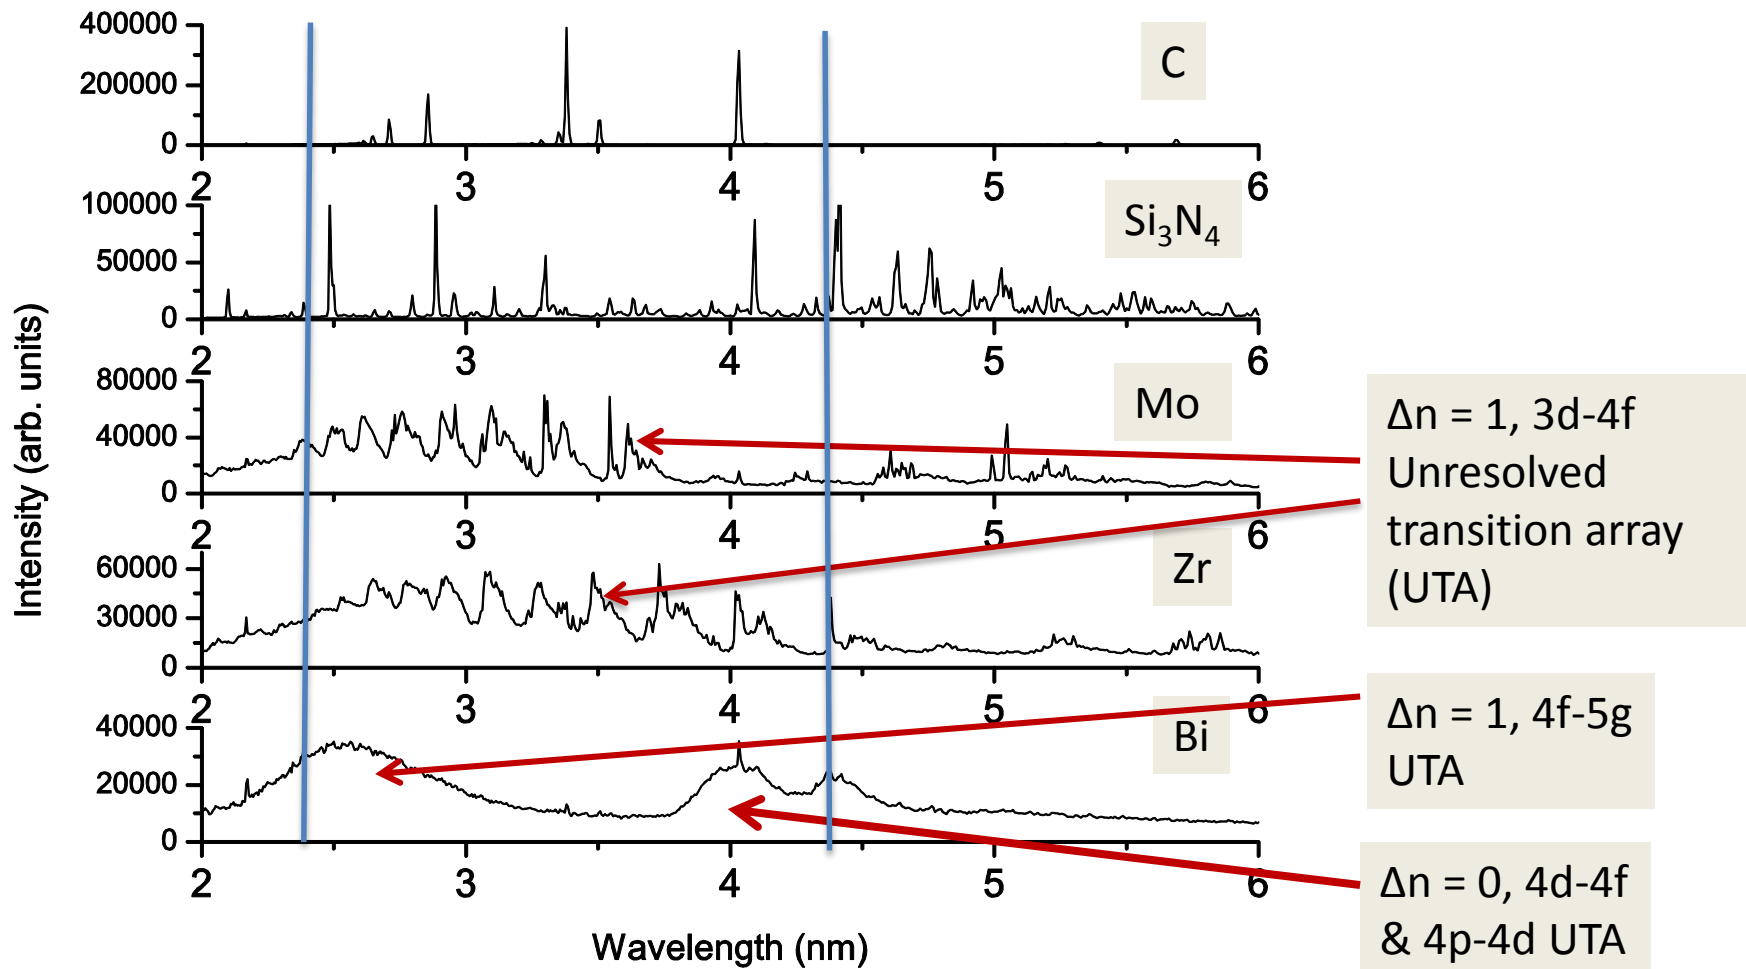 400000
200000
0
C
2 3 4 5 6
100000
50000
0
Si₃N₄
2 3 4 5 6
80000
40000
0
Mo
2 3 4 5 6
60000
30000
0
Zr
2 3 4 5 6
40000
20000
0
Bi
2 3 4 5 6
Intensity (arb. units)
Wavelength (nm)
Δn = 1, 3d-4f
Unresolved
transition array
(UTA)
Δn = 1, 4f-5g
UTA
Δn = 0, 4d-4f
& 4p-4d UTA